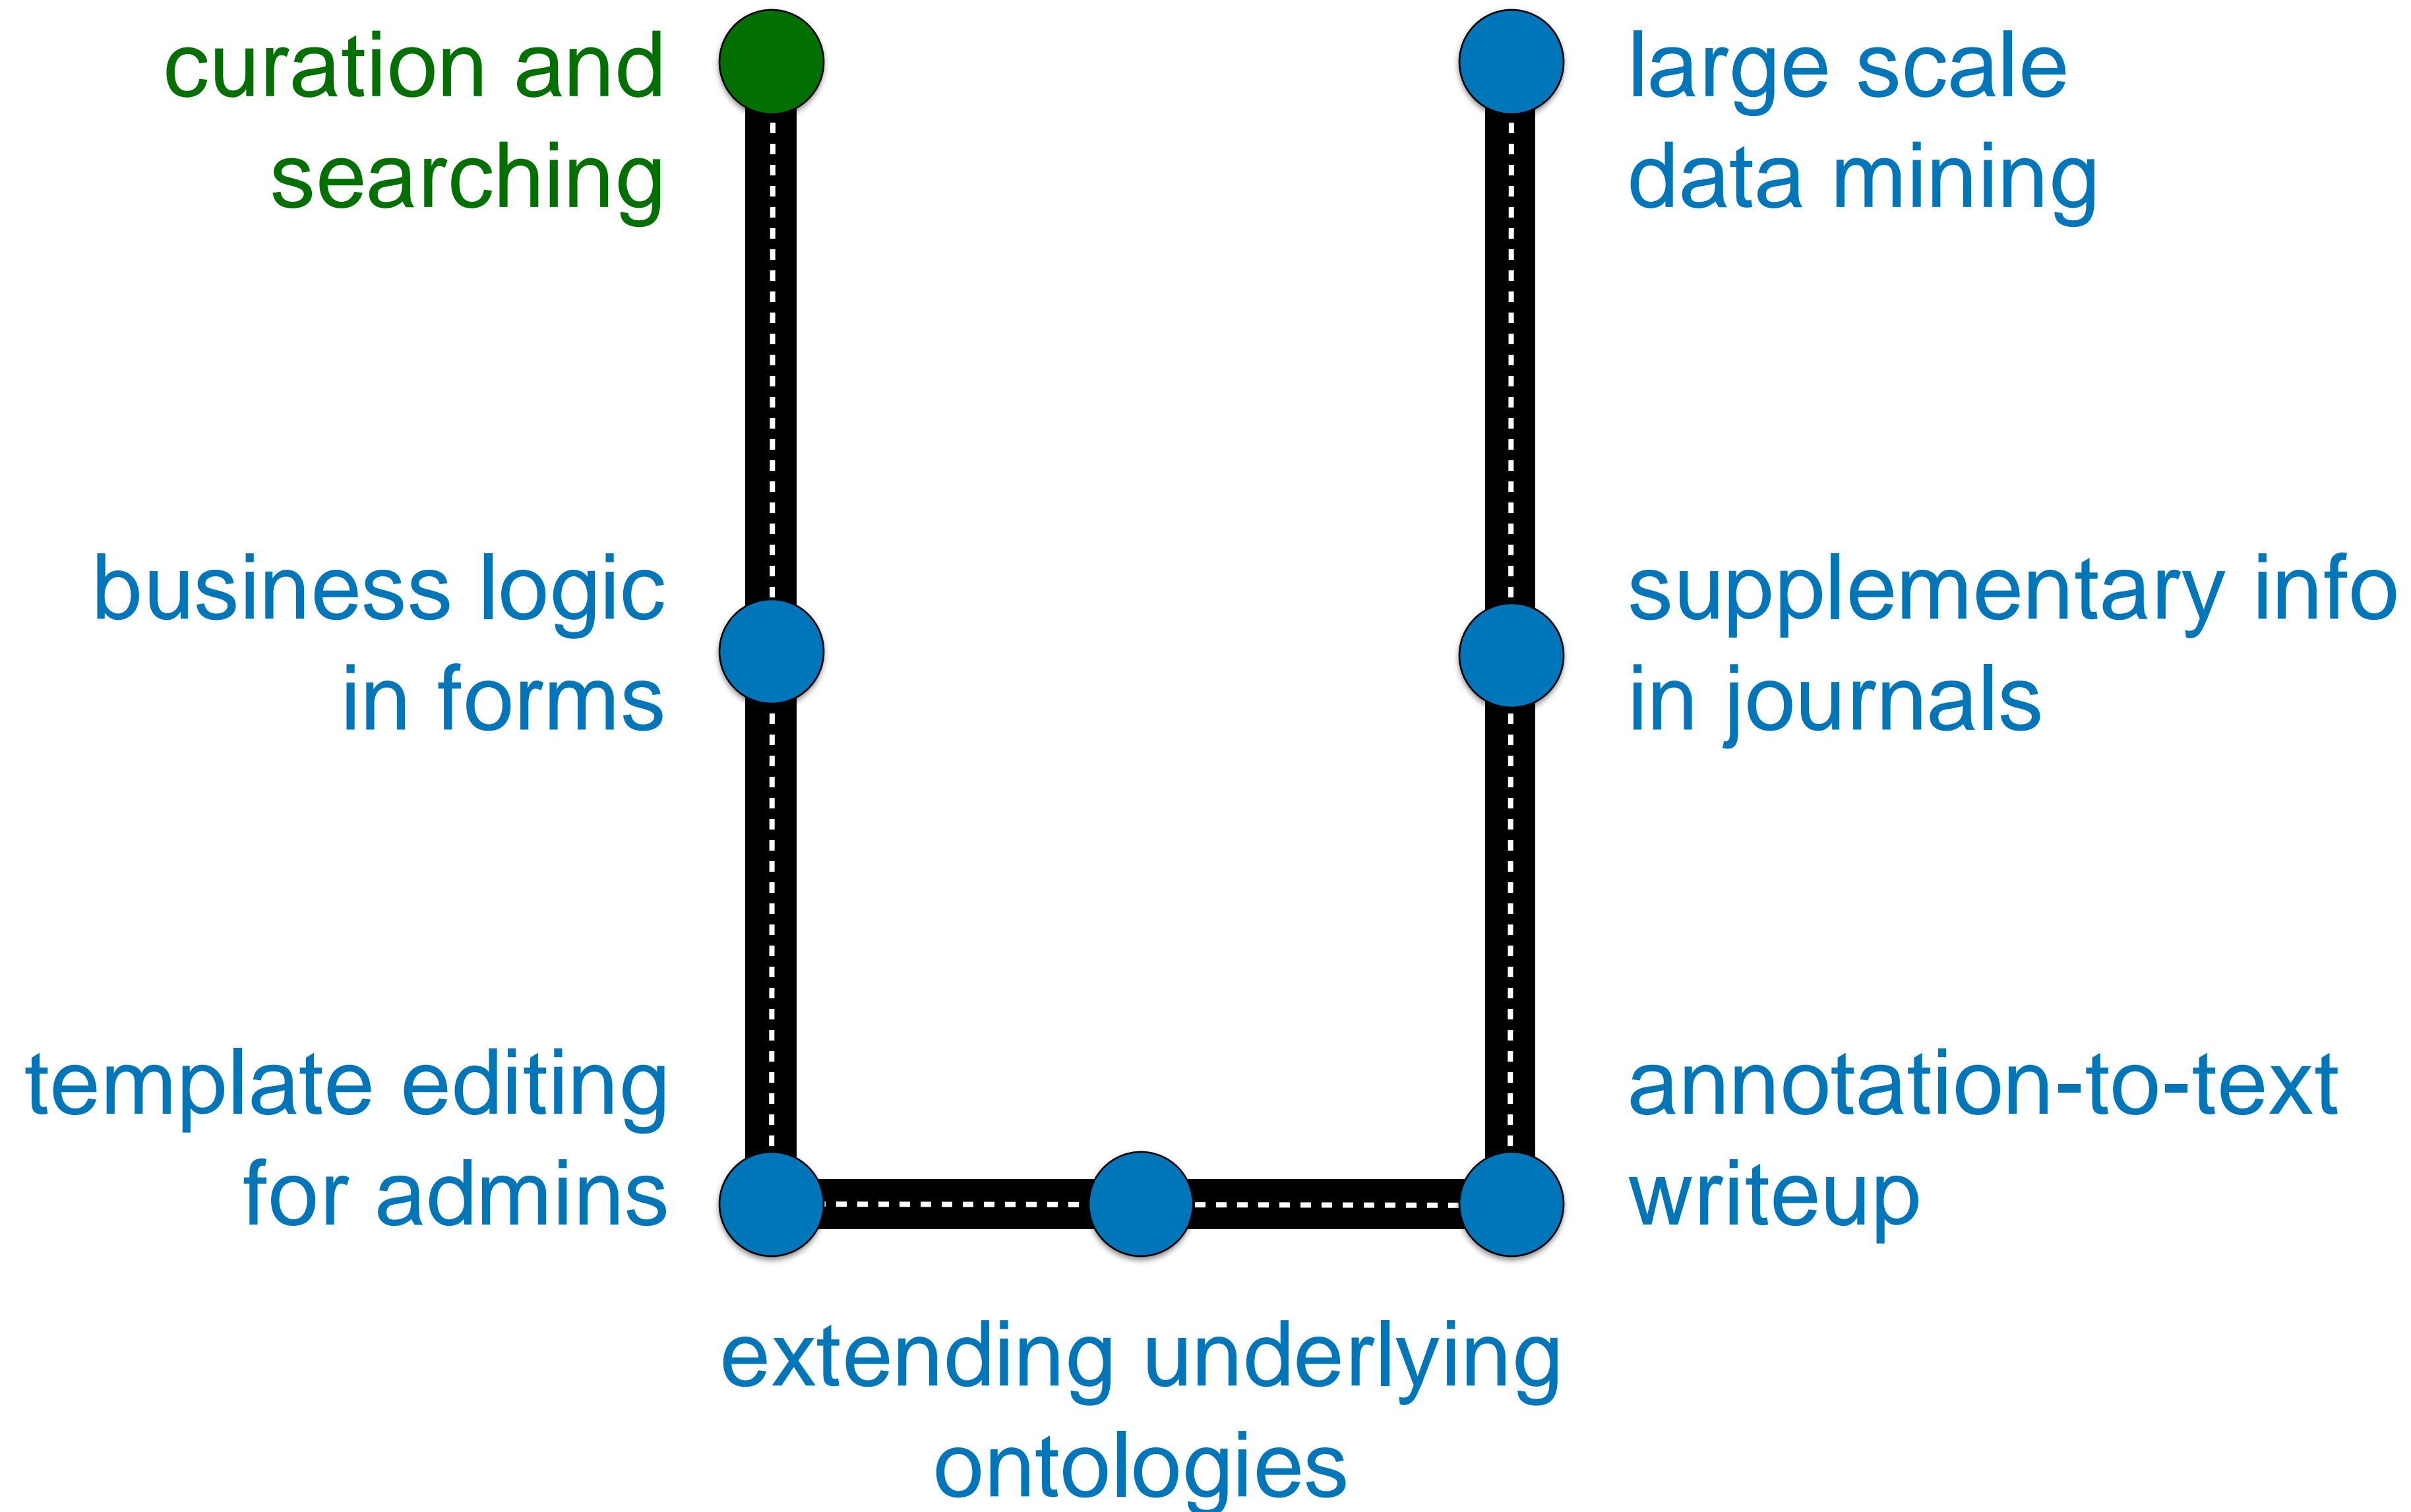 curation and
searching
business logic
in forms
template editing
for admins
extending underlying
ontologies
annotation-to-text
writeup
supplementary info
in journals
large scale
data mining